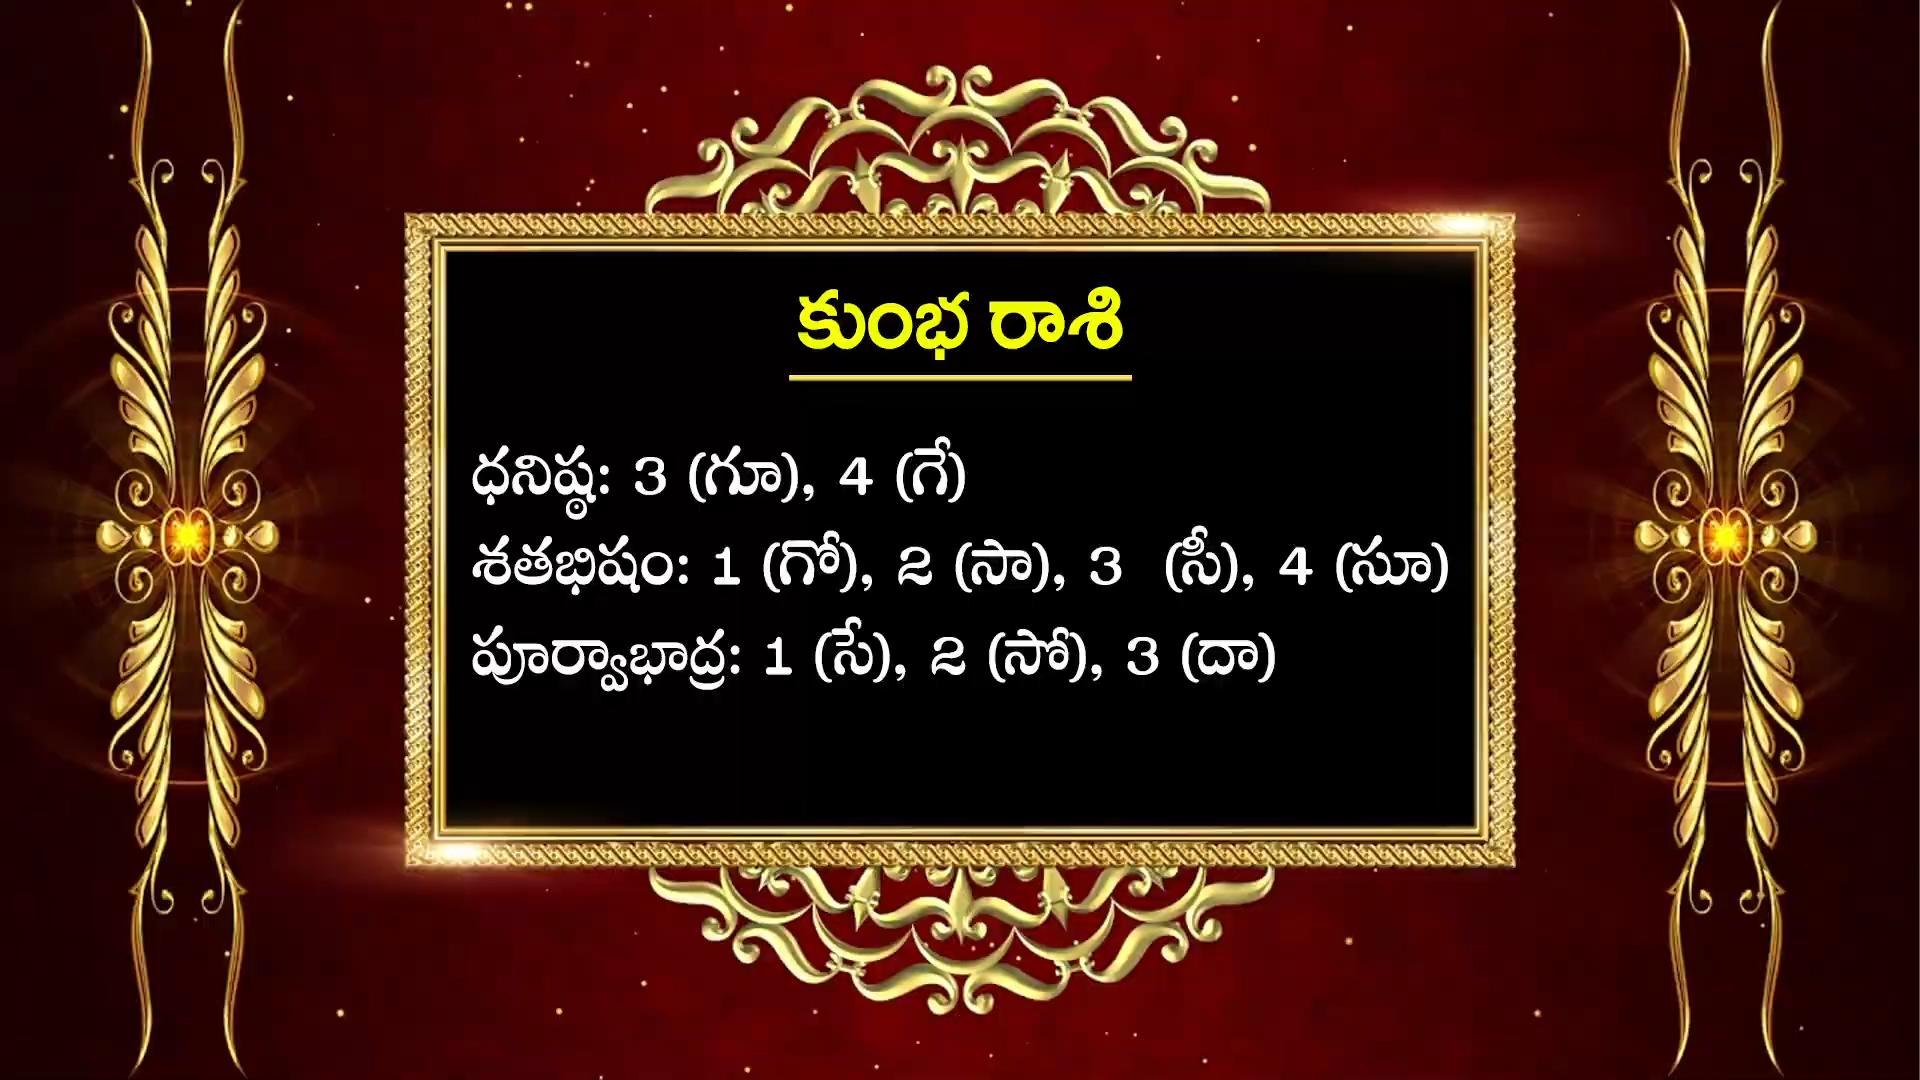 కుంభ రాశి
ధనిష్ఠ: 3 (గూ), 4 (గే)
శతభిషం: 1 (గో), 2 (సా), 3 (సీ), 4 (సూ)
పూర్వాభాద్ర: 1 (సే), 2 (సో), 3 (దా)